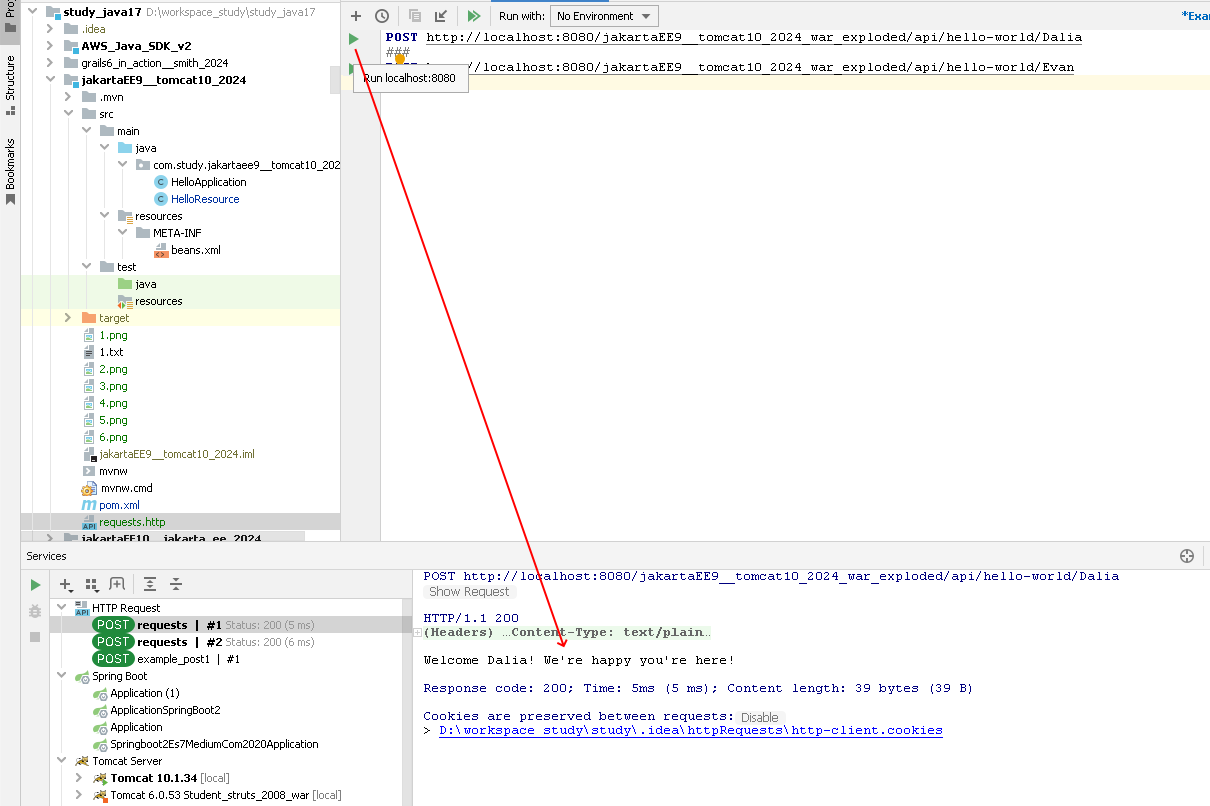 Project
Structure
Bookmarks
study_java17 D:\workspace_study\study_java17
.idea
AWS_Java_SDK_v2
grails6_in_action__smith_2024
jakartaEE9__tomcat10_2024
.mvn
src
main
java
com.study.jakartaee9__tomcat10_202
HelloApplication
HelloResource
resources
META-INF
beans.xml
test
java
resources
target
1.png
1.txt
2.png
3.png
4.png
5.png
6.png
jakartaEE9__tomcat10_2024.iml
mvnw
mvnw.cmd
pom.xml
requests.http
jakartaEE10__jakarta_ee_2024
Run with: No Environment
*Exa
POST http://localhost:8080/jakartaEE9__tomcat10_2024_war_exploded/api/hello-world/Dalia
###
http://localhost:8080/jakartaEE9__tomcat10_2024_war_exploded/api/hello-world/Evan
Run localhost:8080
Services
HTTP Request
POST requests | #1 Status: 200 (5 ms)
POST requests | #2 Status: 200 (6 ms)
POST example_post1 | #1
Spring Boot
Application (1)
ApplicationSpringBoot2
Application
Springboot2Es7MediumCom2020Application
Tomcat Server
Tomcat 10.1.34 [local]
Tomcat 6.0.53 Student_struts_2008_war [local]
POST http://localhost:8080/jakartaEE9__tomcat10_2024_war_exploded/api/hello-world/Dalia
Show Request
HTTP/1.1 200
(Headers) …Content-Type: text/plain…
Welcome Dalia! We're happy you're here!
Response code: 200; Time: 5ms (5 ms); Content length: 39 bytes (39 B)
Cookies are preserved between requests: Disable
> D:\workspace_study\study\.idea\httpRequests\http-client.cookies